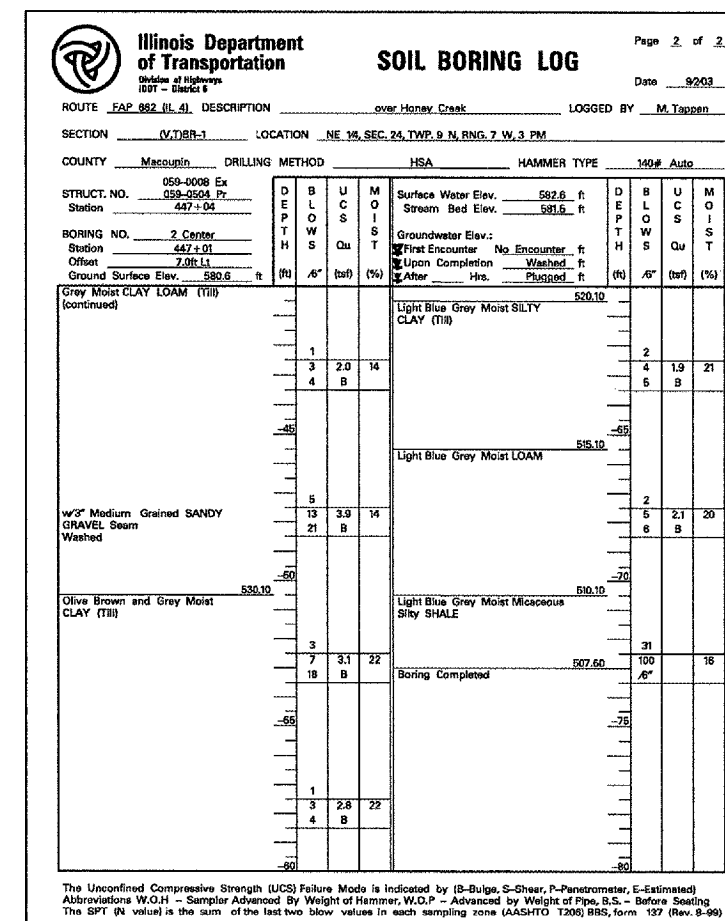 Illinois Department
of Transportation
Division of Highways
IDOT - District 6
SOIL BORING LOG
Page 2 of 2
Date 9/2/03
ROUTE FAP 662 (IL 4) DESCRIPTION over Honey Creek LOGGED BY M. Tappen
SECTION (V,T)BR-1 LOCATION NE 1/4, SEC. 24, TWP. 9 N, RNG. 7 W, 3 PM
COUNTY Macoupin DRILLING METHOD HSA HAMMER TYPE 140# Auto
059-0008 Ex
STRUCT. NO. 059-0504 Pr
Station 447+04
BORING NO. 2 Center
Station 447+01
Offset 7.0ft Lt
Ground Surface Elev. 580.6 ft
DEPTH (ft)
BLOWS /6"
UCS Qu (tsf)
MOIST (%)
Surface Water Elev. 582.6 ft
Stream Bed Elev. 581.6 ft
Groundwater Elev.:
First Encounter No Encounter ft
Upon Completion Washed ft
After Hrs. Plugged ft
DEPTH (ft)
BLOWS /6"
UCS Qu (tsf)
MOIST (%)
Grey Moist CLAY LOAM (Till)
(continued)
1
3 2.0 14
4 B
-45
5
w/3" Medium Grained SANDY 13 3.9 14
GRAVEL Seam 21 B
Washed
-50
530.10
Olive Brown and Grey Moist
CLAY (Till)
3
7 3.1 22
18 B
-55
1
3 2.8 22
4 B
-60
520.10
Light Blue Grey Moist SILTY
CLAY (Till)
2
4 1.9 21
5 B
-65
515.10
Light Blue Grey Moist LOAM
2
5 2.1 20
6 B
-70
510.10
Light Blue Grey Moist Micaceous
Silty SHALE
31
507.60 100 16
Boring Completed /6"
-75
-80
The Unconfined Compressive Strength (UCS) Failure Mode is indicated by (B-Bulge, S-Shear, P-Penetrometer, E-Estimated)
Abbreviations W.O.H - Sampler Advanced By Weight of Hammer, W.O.P - Advanced by Weight of Pipe, B.S. - Before Seating
The SPT (N value) is the sum of the last two blow values in each sampling zone (AASHTO T206) BBS, form 137 (Rev. 8-99)